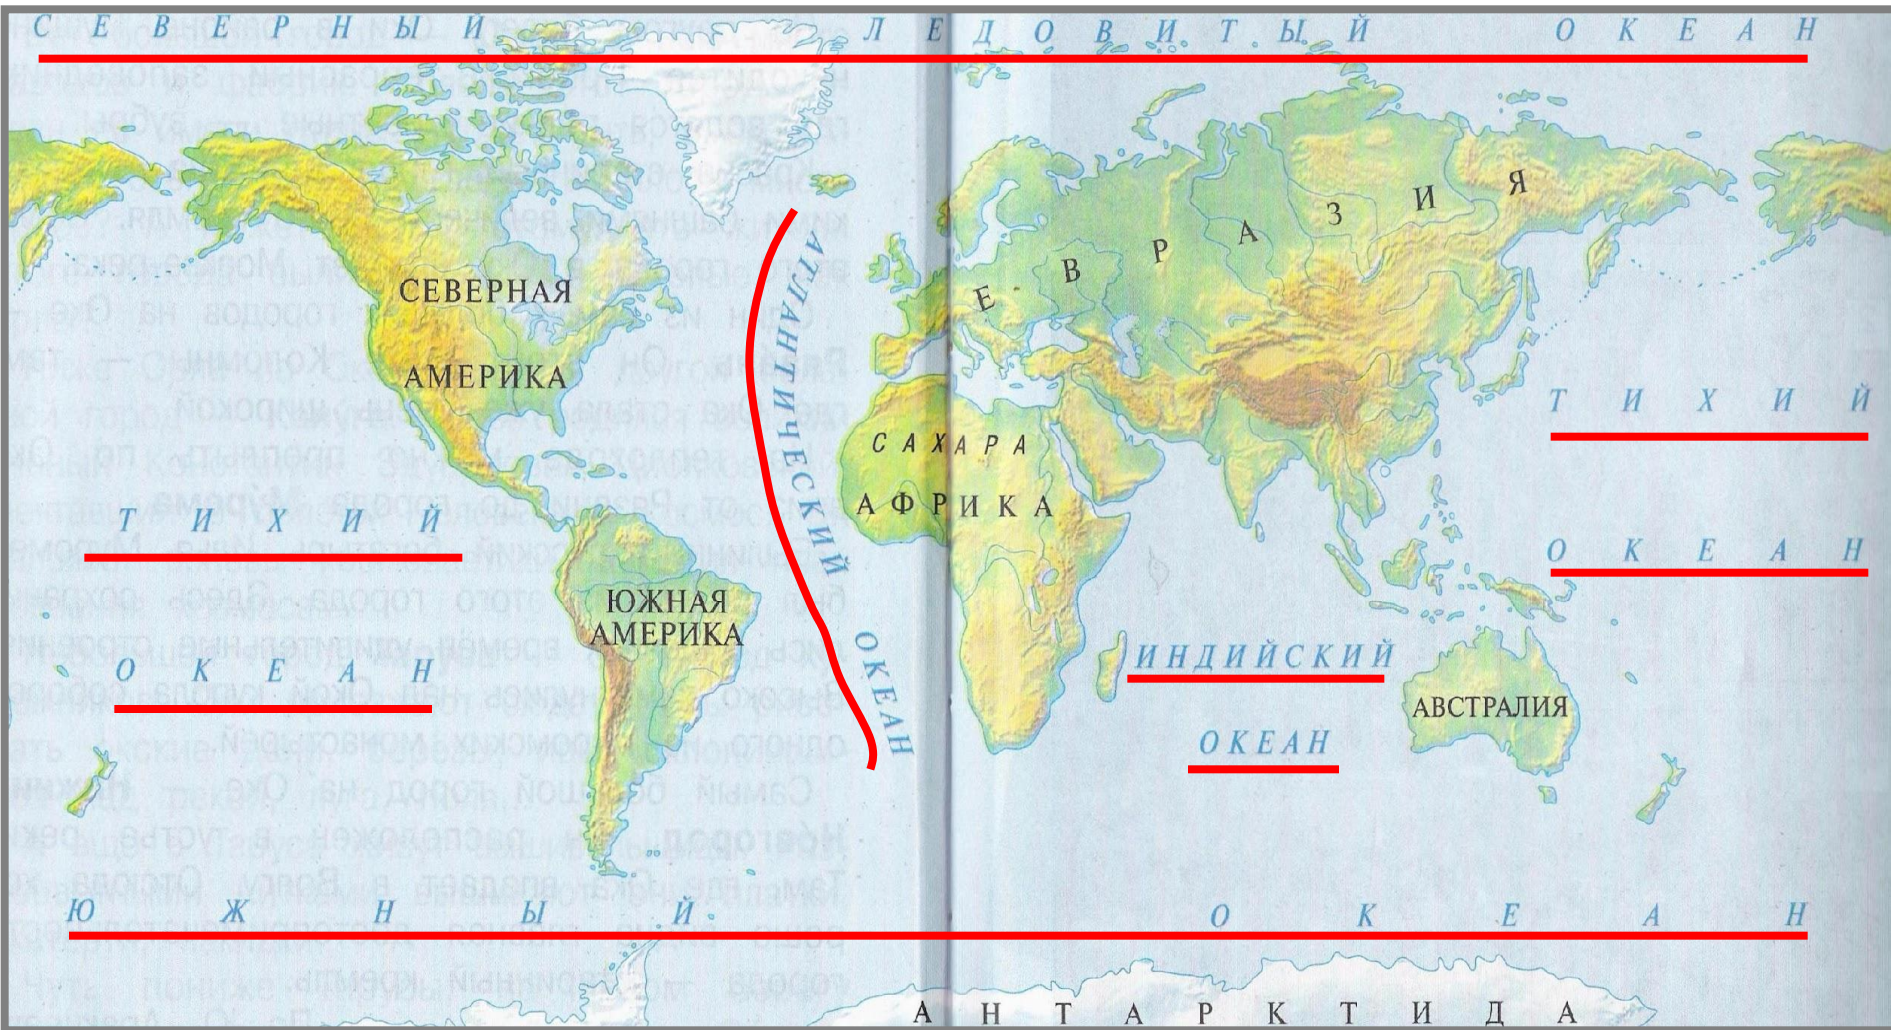 СЕВЕРНЫЙ ЛЕДОВИТЫЙ ОКЕАН
ЕВРАЗИЯ
СЕВЕРНАЯ
АМЕРИКА
АТЛАНТИЧЕСКИЙ
ОКЕАН
САХАРА
АФРИКА
ТИХИЙ
ОКЕАН
ТИХИЙ
ОКЕАН
ЮЖНАЯ
АМЕРИКА
ИНДИЙСКИЙ
ОКЕАН
АВСТРАЛИЯ
ЮЖНЫЙ ОКЕАН
АНТАРКТИДА